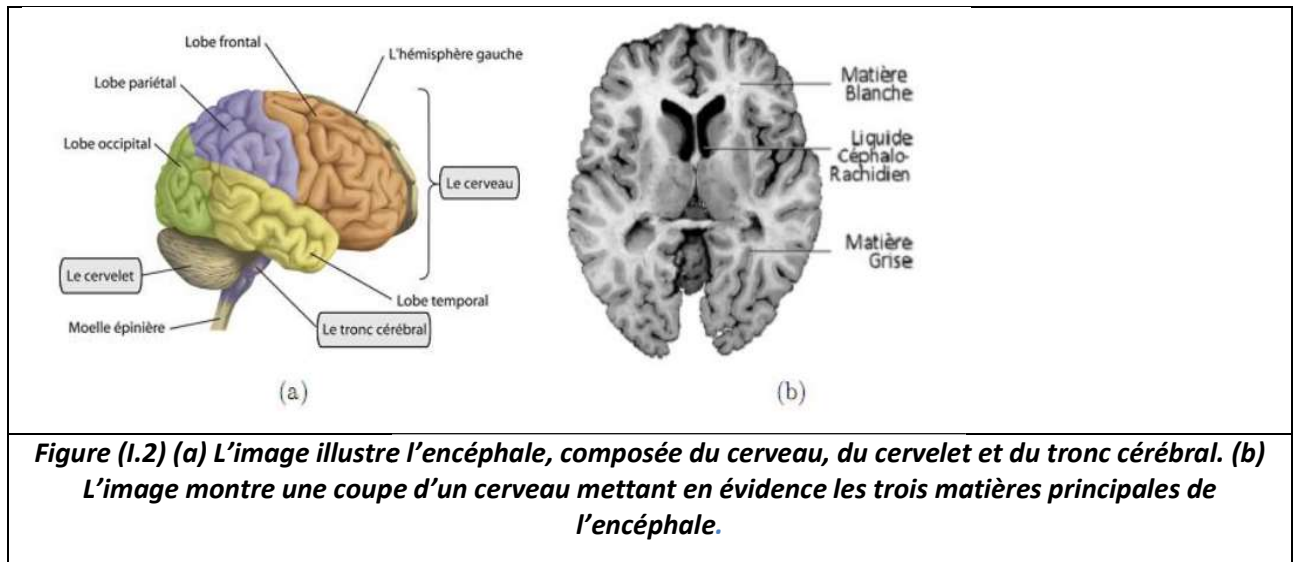 Lobe frontal
L'hémisphère gauche
Lobe pariétal
Lobe occipital
Le cerveau
Le cervelet
Lobe temporal
Moelle épinière
Le tronc cérébral
(a)
Matière
Blanche
Liquide
Céphalo-
Rachidien
Matière
Grise
(b)
Figure (I.2) (a) L’image illustre l’encéphale, composée du cerveau, du cervelet et du tronc cérébral. (b)
L’image montre une coupe d’un cerveau mettant en évidence les trois matières principales de
l’encéphale.